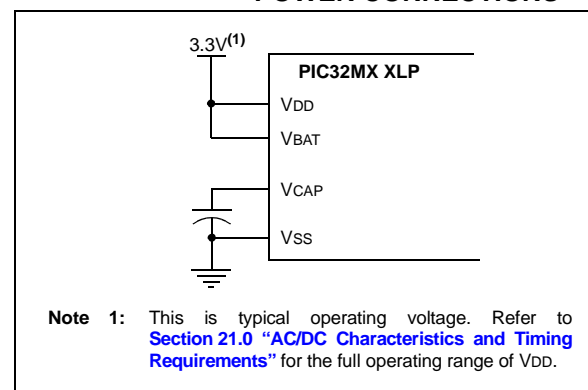 POWER CONNECTIONS
3.3V(1)
PIC32MX XLP
VDD
VBAT
VCAP
VSS
Note 1: This is typical operating voltage. Refer to
Section 21.0 “AC/DC Characteristics and Timing
Requirements” for the full operating range of VDD.